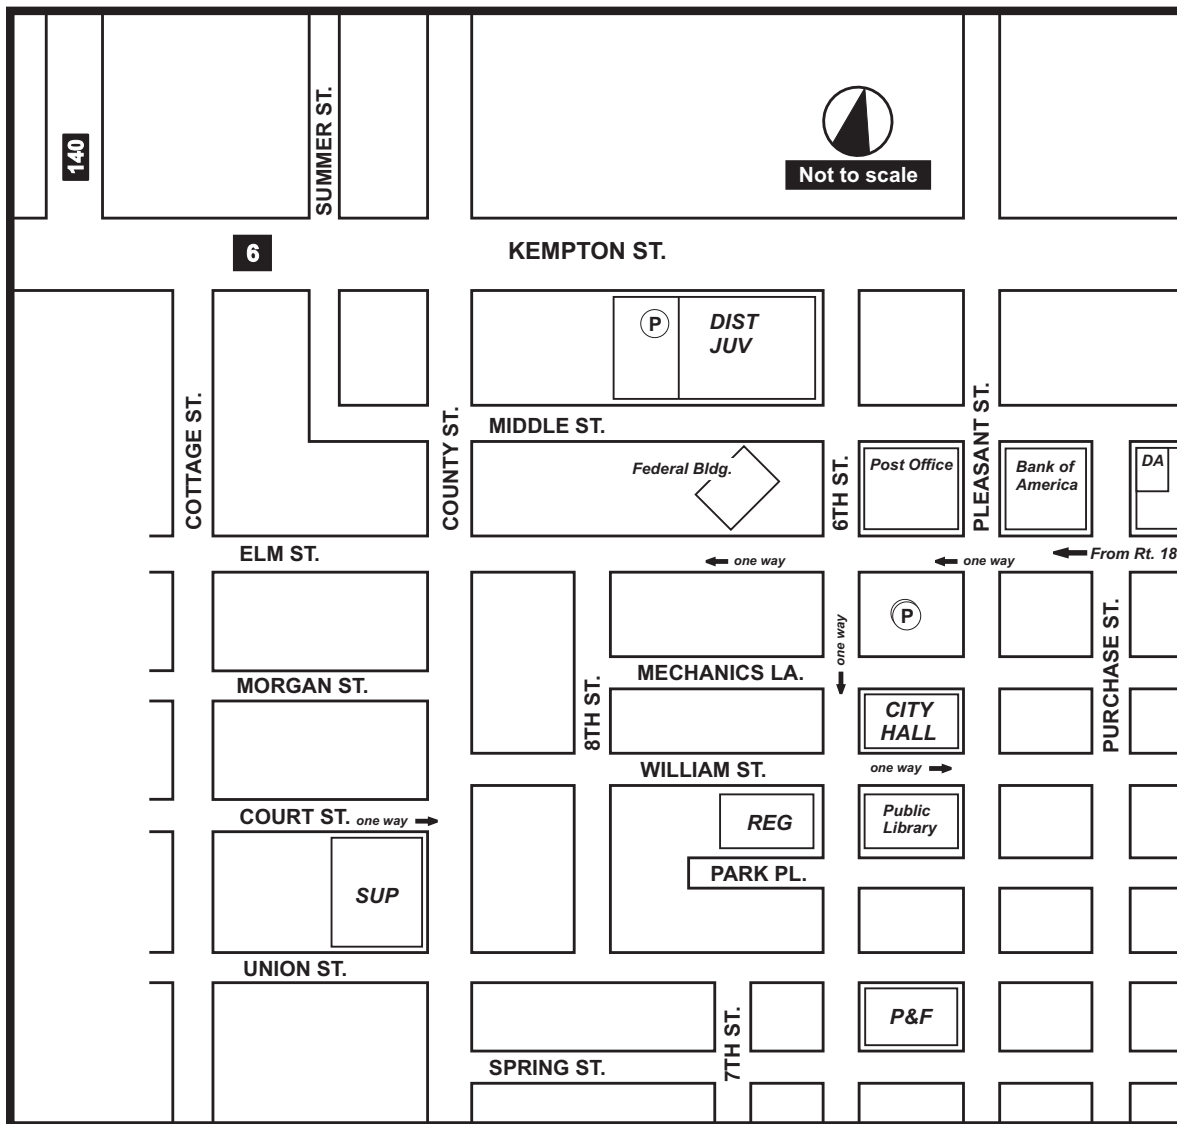 140
SUMMER ST.
Not to scale
6
KEMPTON ST.
P
DIST
JUV
COTTAGE ST.
COUNTY ST.
MIDDLE ST.
PLEASANT ST.
Federal Bldg.
6TH ST.
Post Office
Bank of
America
DA
ELM ST.
one way
one way
From Rt. 18
P
one way
PURCHASE ST.
MORGAN ST.
8TH ST.
MECHANICS LA.
CITY
HALL
WILLIAM ST.
one way
COURT ST. one way
REG
Public
Library
PARK PL.
SUP
UNION ST.
P&F
7TH ST.
SPRING ST.